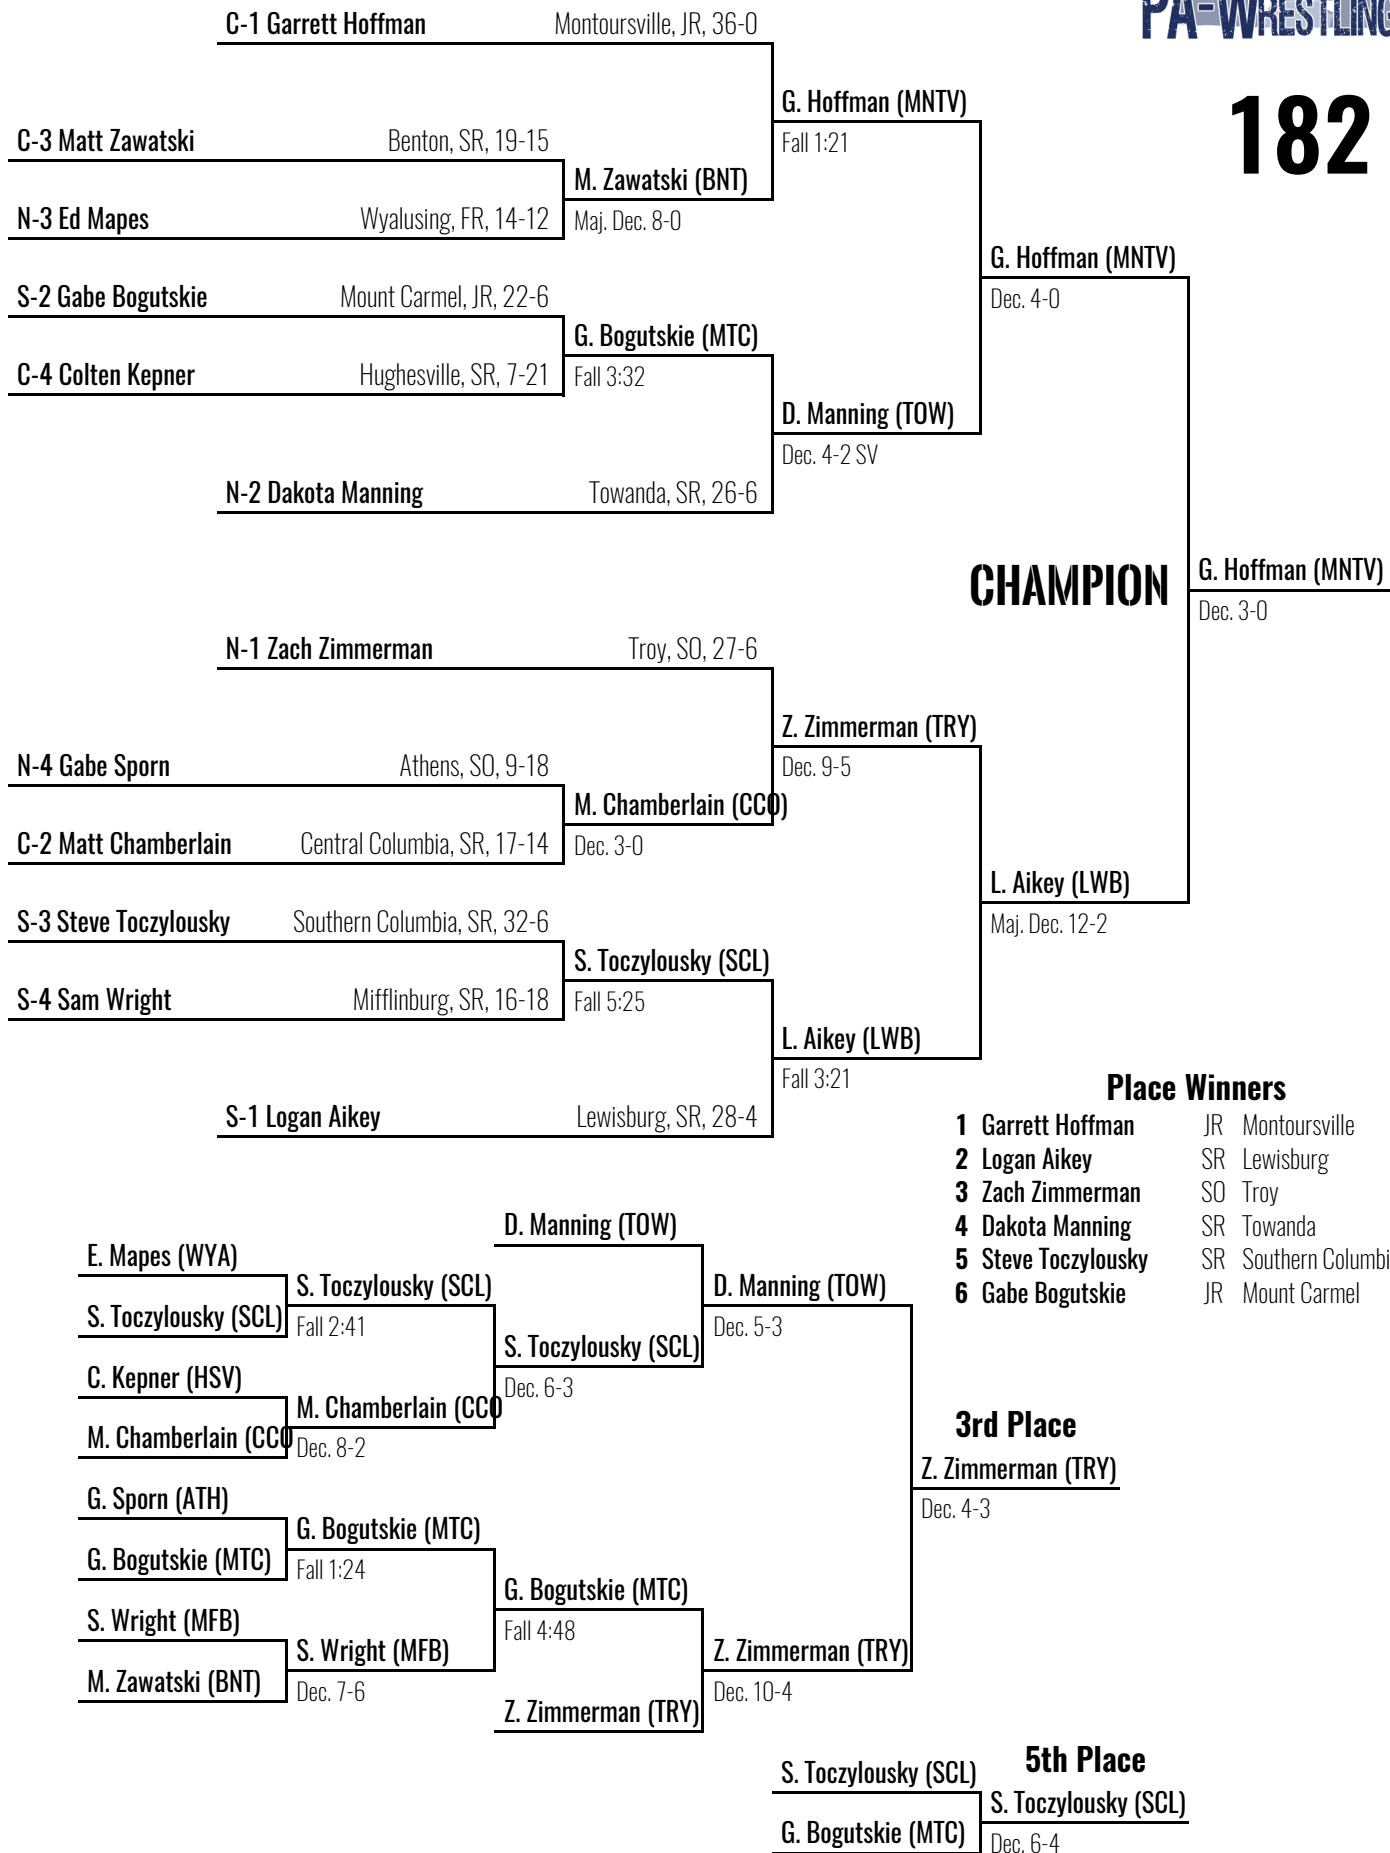 PA-WRESTLING
182
C-1 Garrett Hoffman Montoursville, JR, 36-0
G. Hoffman (MNTV)
Fall 1:21
C-3 Matt Zawatski Benton, SR, 19-15
M. Zawatski (BNT)
Maj. Dec. 8-0
N-3 Ed Mapes Wyalusing, FR, 14-12
G. Hoffman (MNTV)
Dec. 4-0
S-2 Gabe Bogutskie Mount Carmel, JR, 22-6
G. Bogutskie (MTC)
Fall 3:32
C-4 Colten Kepner Hughesville, SR, 7-21
D. Manning (TOW)
Dec. 4-2 SV
N-2 Dakota Manning Towanda, SR, 26-6
CHAMPION
G. Hoffman (MNTV)
Dec. 3-0
N-1 Zach Zimmerman Troy, SO, 27-6
Z. Zimmerman (TRY)
Dec. 9-5
N-4 Gabe Sporn Athens, SO, 9-18
M. Chamberlain (CCO)
Dec. 3-0
C-2 Matt Chamberlain Central Columbia, SR, 17-14
L. Aikey (LWB)
Maj. Dec. 12-2
S-3 Steve Toczylousky Southern Columbia, SR, 32-6
S. Toczylousky (SCL)
Fall 5:25
S-4 Sam Wright Mifflinburg, SR, 16-18
L. Aikey (LWB)
Fall 3:21
S-1 Logan Aikey Lewisburg, SR, 28-4
Place Winners
1 Garrett Hoffman JR Montoursville
2 Logan Aikey SR Lewisburg
3 Zach Zimmerman SO Troy
4 Dakota Manning SR Towanda
5 Steve Toczylousky SR Southern Columbi
6 Gabe Bogutskie JR Mount Carmel
D. Manning (TOW)
E. Mapes (WYA)
S. Toczylousky (SCL)
Fall 2:41
S. Toczylousky (SCL)
D. Manning (TOW)
Dec. 5-3
S. Toczylousky (SCL)
Dec. 6-3
C. Kepner (HSV)
M. Chamberlain (CCO
Dec. 8-2
M. Chamberlain (CCO
3rd Place
Z. Zimmerman (TRY)
Dec. 4-3
G. Sporn (ATH)
G. Bogutskie (MTC)
Fall 1:24
G. Bogutskie (MTC)
G. Bogutskie (MTC)
Fall 4:48
S. Wright (MFB)
S. Wright (MFB)
Dec. 7-6
M. Zawatski (BNT)
Z. Zimmerman (TRY)
Dec. 10-4
Z. Zimmerman (TRY)
5th Place
S. Toczylousky (SCL)
S. Toczylousky (SCL)
Dec. 6-4
G. Bogutskie (MTC)